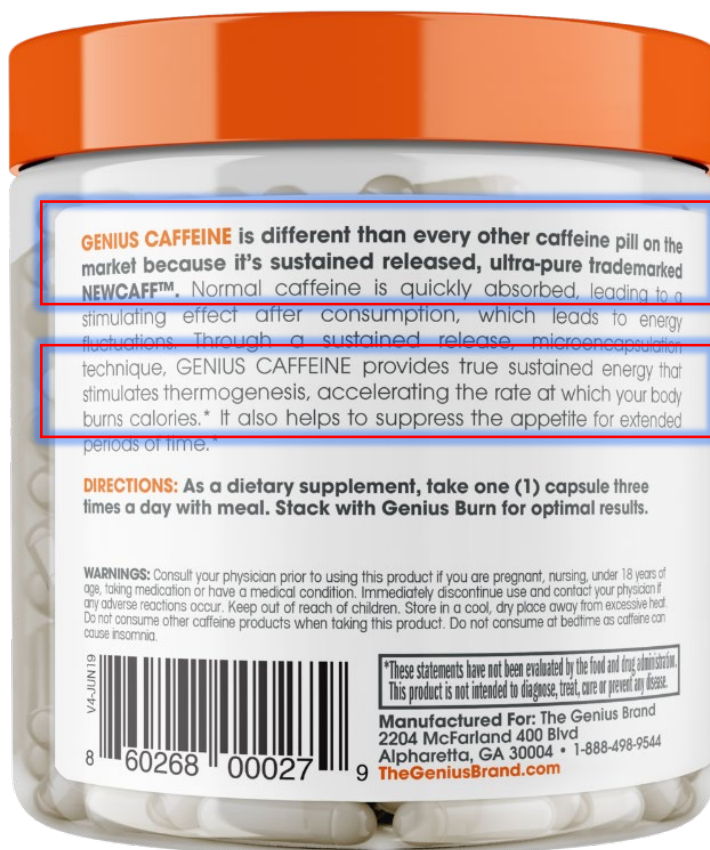 GENIUS CAFFEINE is different than every other caffeine pill on the
market because it's sustained released, ultra-pure trademarked
NEWCAFF™. Normal caffeine is quickly absorbed, leading to a
stimulating effect after consumption, which leads to energy
fluctuations. Through a sustained release, microencapsulation
technique, GENIUS CAFFEINE provides true sustained energy that
stimulates thermogenesis, accelerating the rate at which your body
burns calories.* It also helps to suppress the appetite for extended
periods of time.*
DIRECTIONS: As a dietary supplement, take one (1) capsule three
times a day with meal. Stack with Genius Burn for optimal results.
WARNINGS: Consult your physician prior to using this product if you are pregnant, nursing, under 18 years of
age, taking medication or have a medical condition. Immediately discontinue use and contact your physician if
any adverse reactions occur. Keep out of reach of children. Store in a cool, dry place away from excessive heat.
Do not consume other caffeine products when taking this product. Do not consume at bedtime as caffeine can
cause insomnia.
V4-JUN19
8 60268 00027 9
*These statements have not been evaluated by the food and drug administration.
This product is not intended to diagnose, treat, cure or prevent any disease.
Manufactured For: The Genius Brand
2204 McFarland 400 Blvd
Alpharetta, GA 30004 • 1-888-498-9544
TheGeniusBrand.com